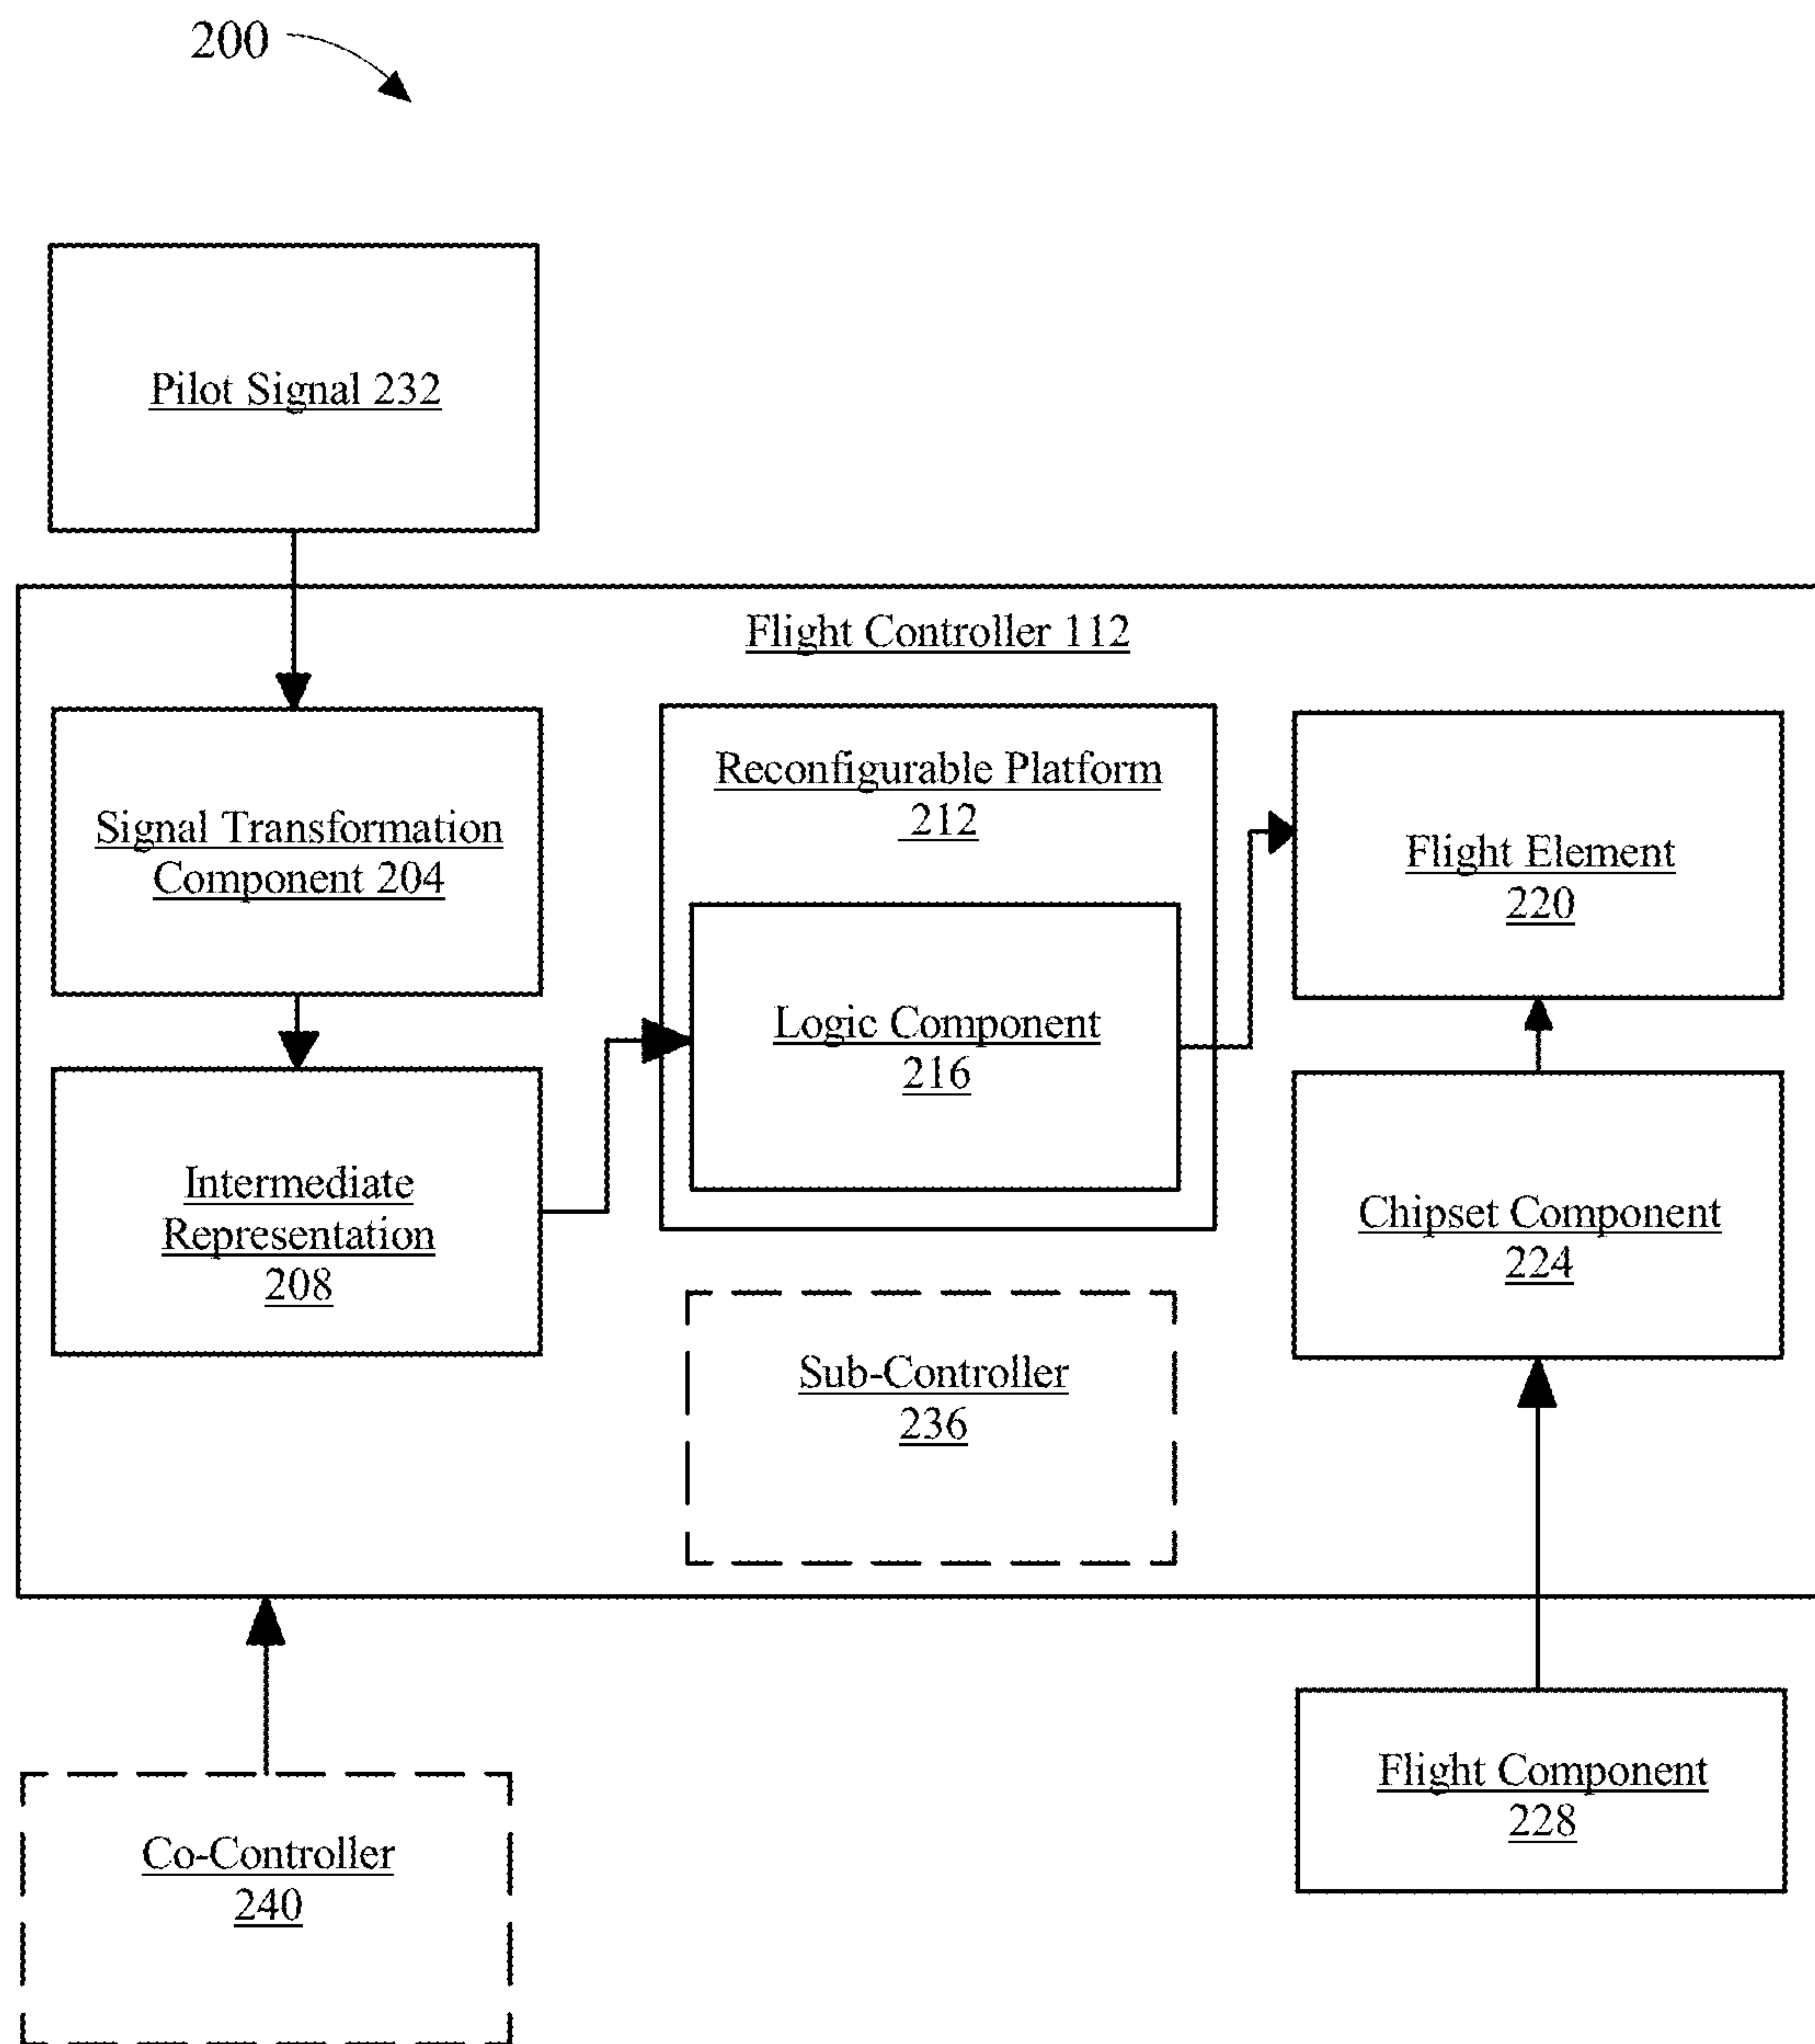 200
Pilot Signal 232
Flight Controller 112
Signal Transformation
Component 204
Intermediate
Representation
208
Reconfigurable Platform
212
Logic Component
216
Sub-Controller
236
Flight Element
220
Chipset Component
224
Co-Controller
240
Flight Component
228